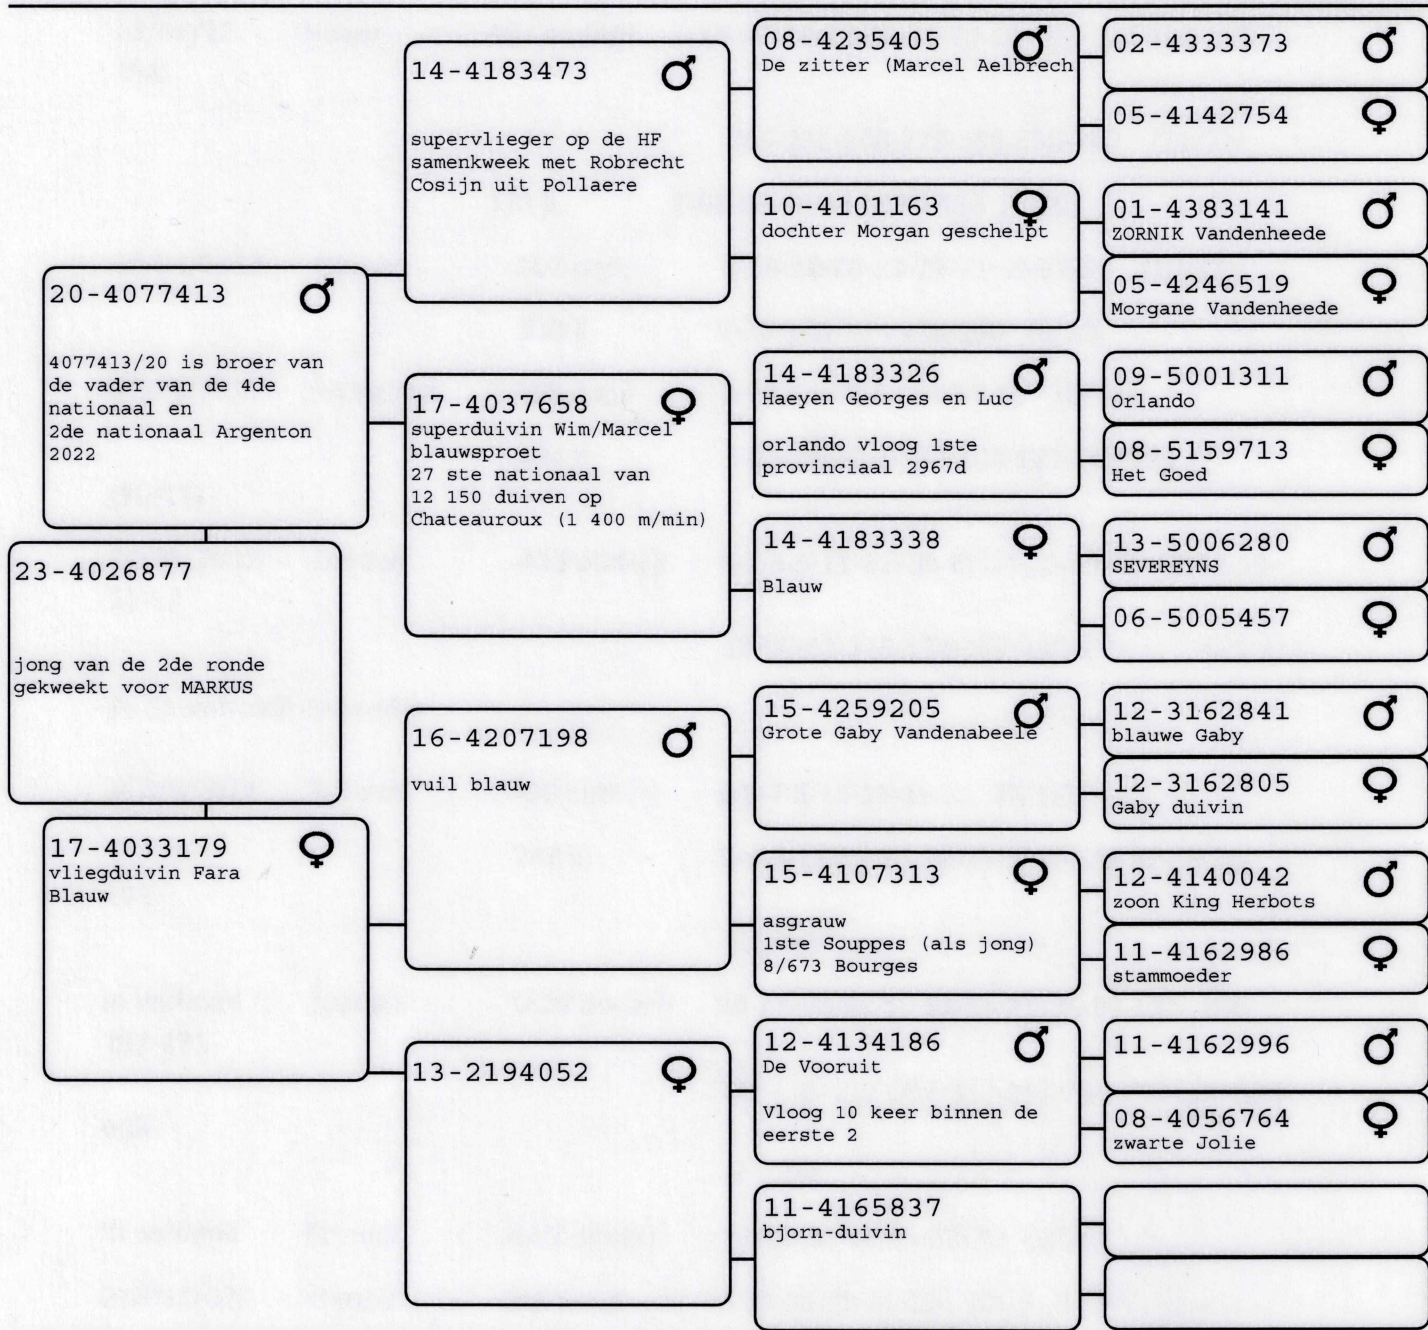 23-4026877
jong van de 2de ronde
gekweekt voor MARKUS
20-4077413 ♂
4077413/20 is broer van
de vader van de 4de
nationaal en
2de nationaal Argenton
2022
17-4033179 ♀
vliegduivin Fara
Blauw
14-4183473 ♂
supervlieger op de HF
samenkweek met Robrecht
Cosijn uit Pollaere
17-4037658 ♀
superduivin Wim/Marcel
blauwsproet
27 ste nationaal van
12 150 duiven op
Chateauroux (1 400 m/min)
16-4207198 ♂
vuil blauw
13-2194052 ♀
08-4235405 ♂
De zitter (Marcel Aelbrech
10-4101163 ♀
dochter Morgan geschelpt
14-4183326 ♂
Haeyen Georges en Luc
orlando vloog 1ste
provinciaal 2967d
14-4183338 ♀
Blauw
15-4259205 ♂
Grote Gaby Vandenabeele
15-4107313 ♀
asgrauw
1ste Souppes (als jong)
8/673 Bourges
12-4134186 ♂
De Vooruit
Vloog 10 keer binnen de
eerste 2
11-4165837
bjorn-duivin
02-4333373 ♂
05-4142754 ♀
01-4383141 ♂
ZORNIK Vandenheede
05-4246519 ♀
Morgane Vandenheede
09-5001311 ♂
Orlando
08-5159713 ♀
Het Goed
13-5006280 ♂
SEVEREYNS
06-5005457 ♀
12-3162841 ♂
blauwe Gaby
12-3162805 ♀
Gaby duivin
12-4140042 ♂
zoon King Herbots
11-4162986 ♀
stammoeder
11-4162996 ♂
08-4056764 ♀
zwarte Jolie